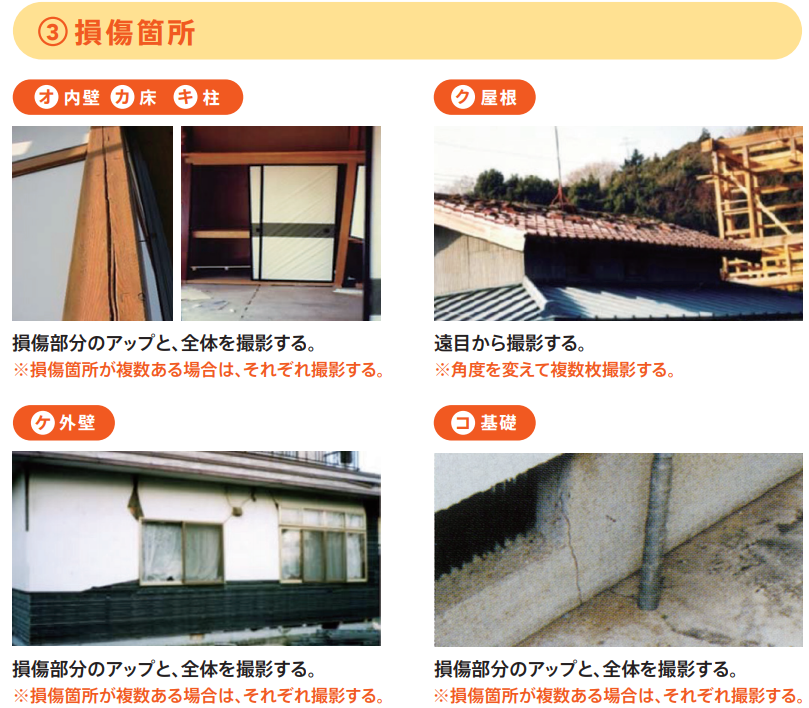 ③損傷箇所
オ 内壁 カ 床 キ 柱
損傷部分のアップと、全体を撮影する。
※損傷箇所が複数ある場合は、それぞれ撮影する。
ク 屋根
遠目から撮影する。
※角度を変えて複数枚撮影する。
ケ 外壁
損傷部分のアップと、全体を撮影する。
※損傷箇所が複数ある場合は、それぞれ撮影する。
コ 基礎
損傷部分のアップと、全体を撮影する。
※損傷箇所が複数ある場合は、それぞれ撮影する。